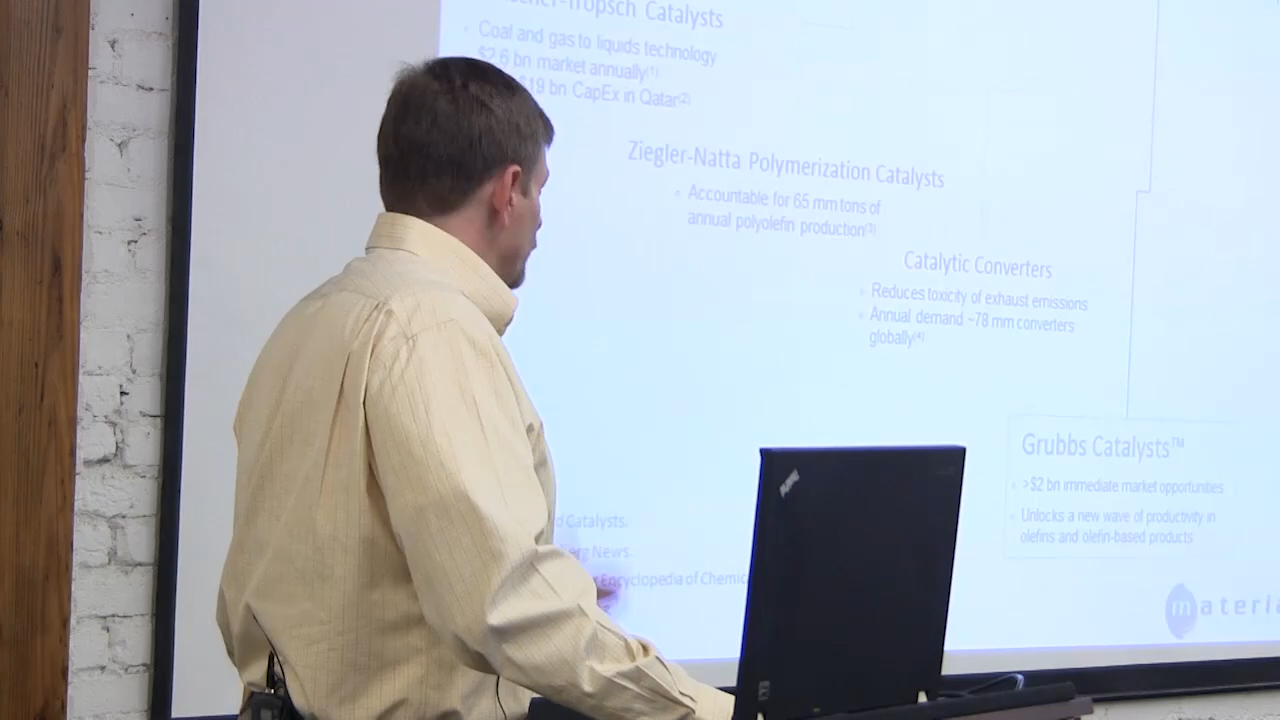 Tropsch Catalysts
Coal and gas to liquids technology
$2.6 bn market annually(1)
$19 bn CapEx in Qatar(2)
Ziegler-Natta Polymerization Catalysts
Accountable for 65 mm tons of
annual polyolefin production(3)
Catalytic Converters
Reduces toxicity of exhaust emissions
Annual demand ~78 mm converters
globally(4)
Grubbs Catalysts™
>$2 bn immediate market opportunities
Unlocks a new wave of productivity in
olefins and olefin-based products
Catalysts.
News.
Encyclopedia of Chemic
materi